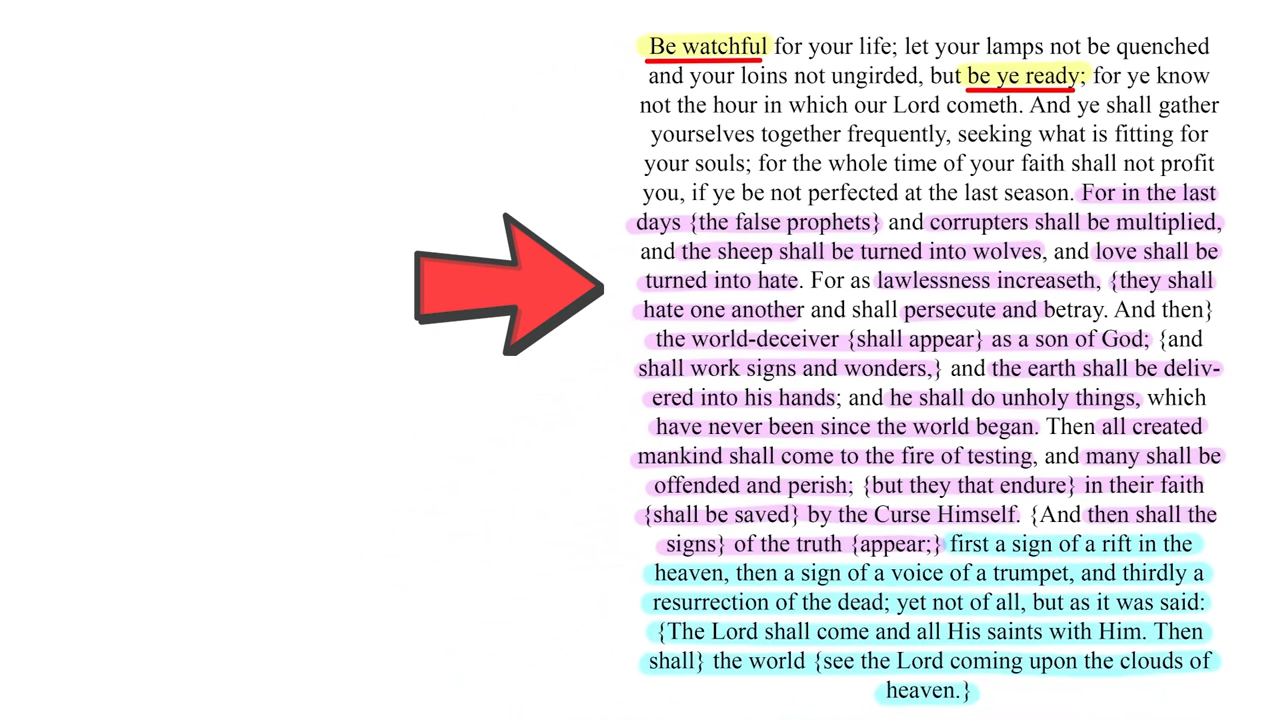 Be watchful for your life; let your lamps not be quenched
and your loins not ungirded, but be ye ready; for ye know
not the hour in which our Lord cometh. And ye shall gather
yourselves together frequently, seeking what is fitting for
your souls; for the whole time of your faith shall not profit
you, if ye be not perfected at the last season. For in the last
days {the false prophets} and corrupters shall be multiplied,
and the sheep shall be turned into wolves, and love shall be
turned into hate. For as lawlessness increaseth, {they shall
hate one another and shall persecute and betray. And then}
the world-deceiver {shall appear} as a son of God; {and
shall work signs and wonders,} and the earth shall be deliv-
ered into his hands; and he shall do unholy things, which
have never been since the world began. Then all created
mankind shall come to the fire of testing, and many shall be
offended and perish; {but they that endure} in their faith
{shall be saved} by the Curse Himself. {And then shall the
signs} of the truth {appear;} first a sign of a rift in the
heaven, then a sign of a voice of a trumpet, and thirdly a
resurrection of the dead; yet not of all, but as it was said:
{The Lord shall come and all His saints with Him. Then
shall} the world {see the Lord coming upon the clouds of
heaven.}